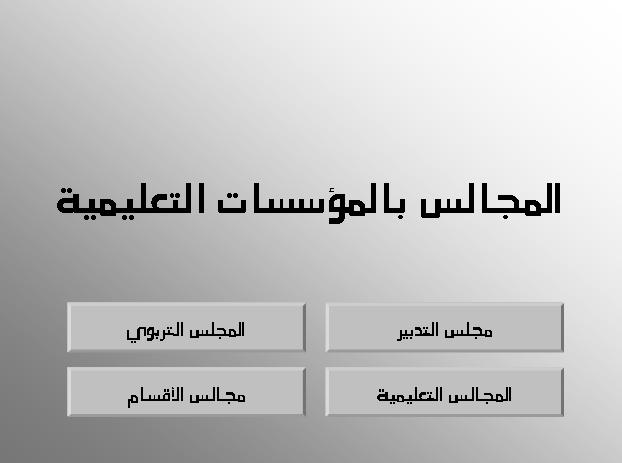 المجالس بالمؤسسات التعليمية
مجلس التدبير
المجلس التربوي
المجالس التعليمية
مجالس الأقسام